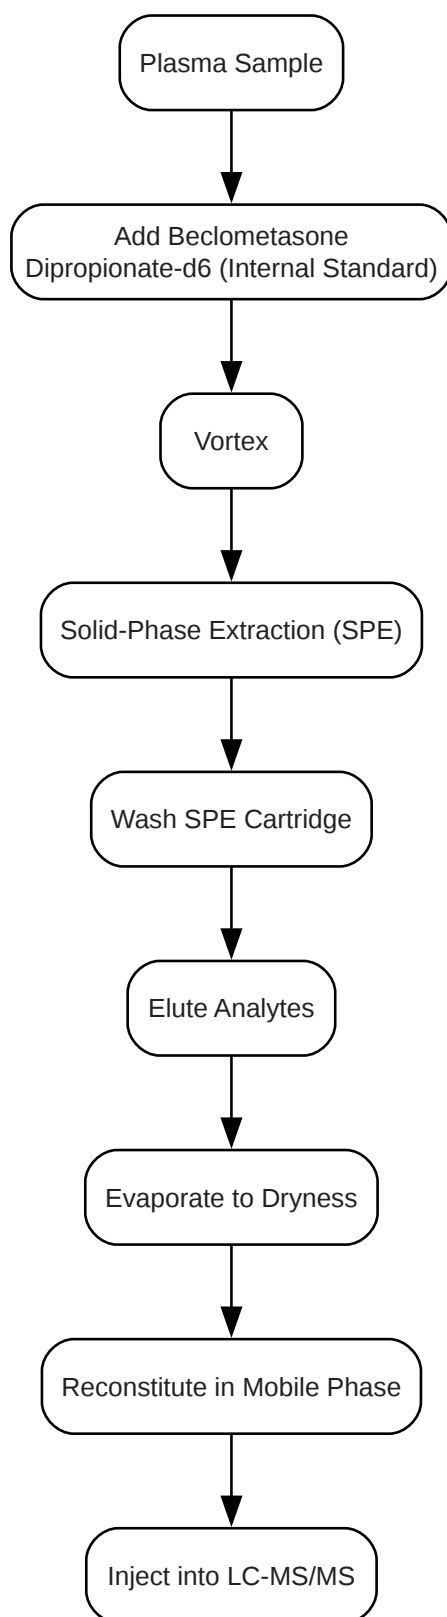 Plasma Sample
Add Beclometasone
Dipropionate-d6 (Internal Standard)
Vortex
Solid-Phase Extraction (SPE)
Wash SPE Cartridge
Elute Analytes
Evaporate to Dryness
Reconstitute in Mobile Phase
Inject into LC-MS/MS